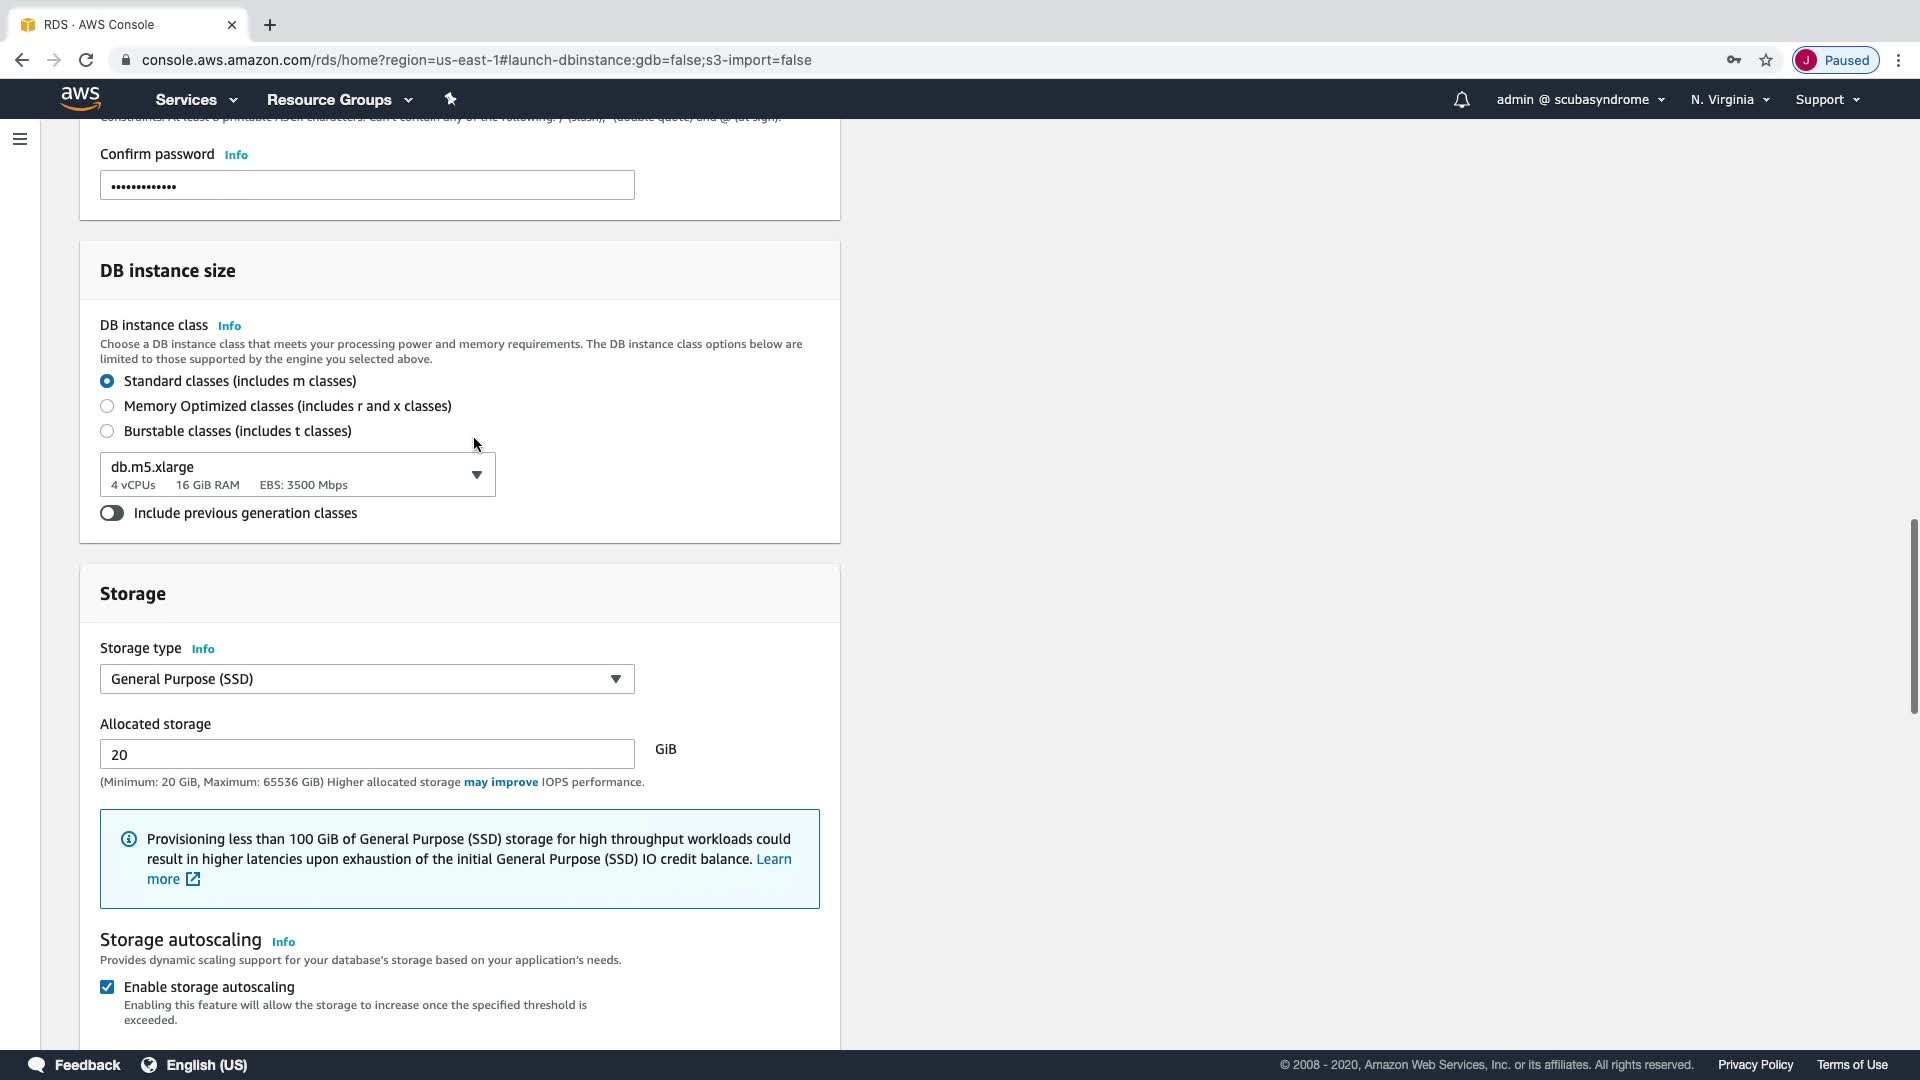 RDS · AWS Console
console.aws.amazon.com/rds/home?region=us-east-1#launch-dbinstance:gdb=false;s3-import=false
J Paused
aws Services Resource Groups admin @ scubasyndrome N. Virginia Support
Confirm password Info
•••••••••••••
DB instance size
DB instance class Info
Choose a DB instance class that meets your processing power and memory requirements. The DB instance class options below are
limited to those supported by the engine you selected above.
Standard classes (includes m classes)
Memory Optimized classes (includes r and x classes)
Burstable classes (includes t classes)
db.m5.xlarge
4 vCPUs 16 GiB RAM EBS: 3500 Mbps
Include previous generation classes
Storage
Storage type Info
General Purpose (SSD)
Allocated storage
20 GiB
(Minimum: 20 GiB, Maximum: 65536 GiB) Higher allocated storage may improve IOPS performance.
Provisioning less than 100 GiB of General Purpose (SSD) storage for high throughput workloads could
result in higher latencies upon exhaustion of the initial General Purpose (SSD) IO credit balance. Learn
more
Storage autoscaling Info
Provides dynamic scaling support for your database's storage based on your application's needs.
Enable storage autoscaling
Enabling this feature will allow the storage to increase once the specified threshold is
exceeded.
Feedback English (US) © 2008 - 2020, Amazon Web Services, Inc. or its affiliates. All rights reserved. Privacy Policy Terms of Use